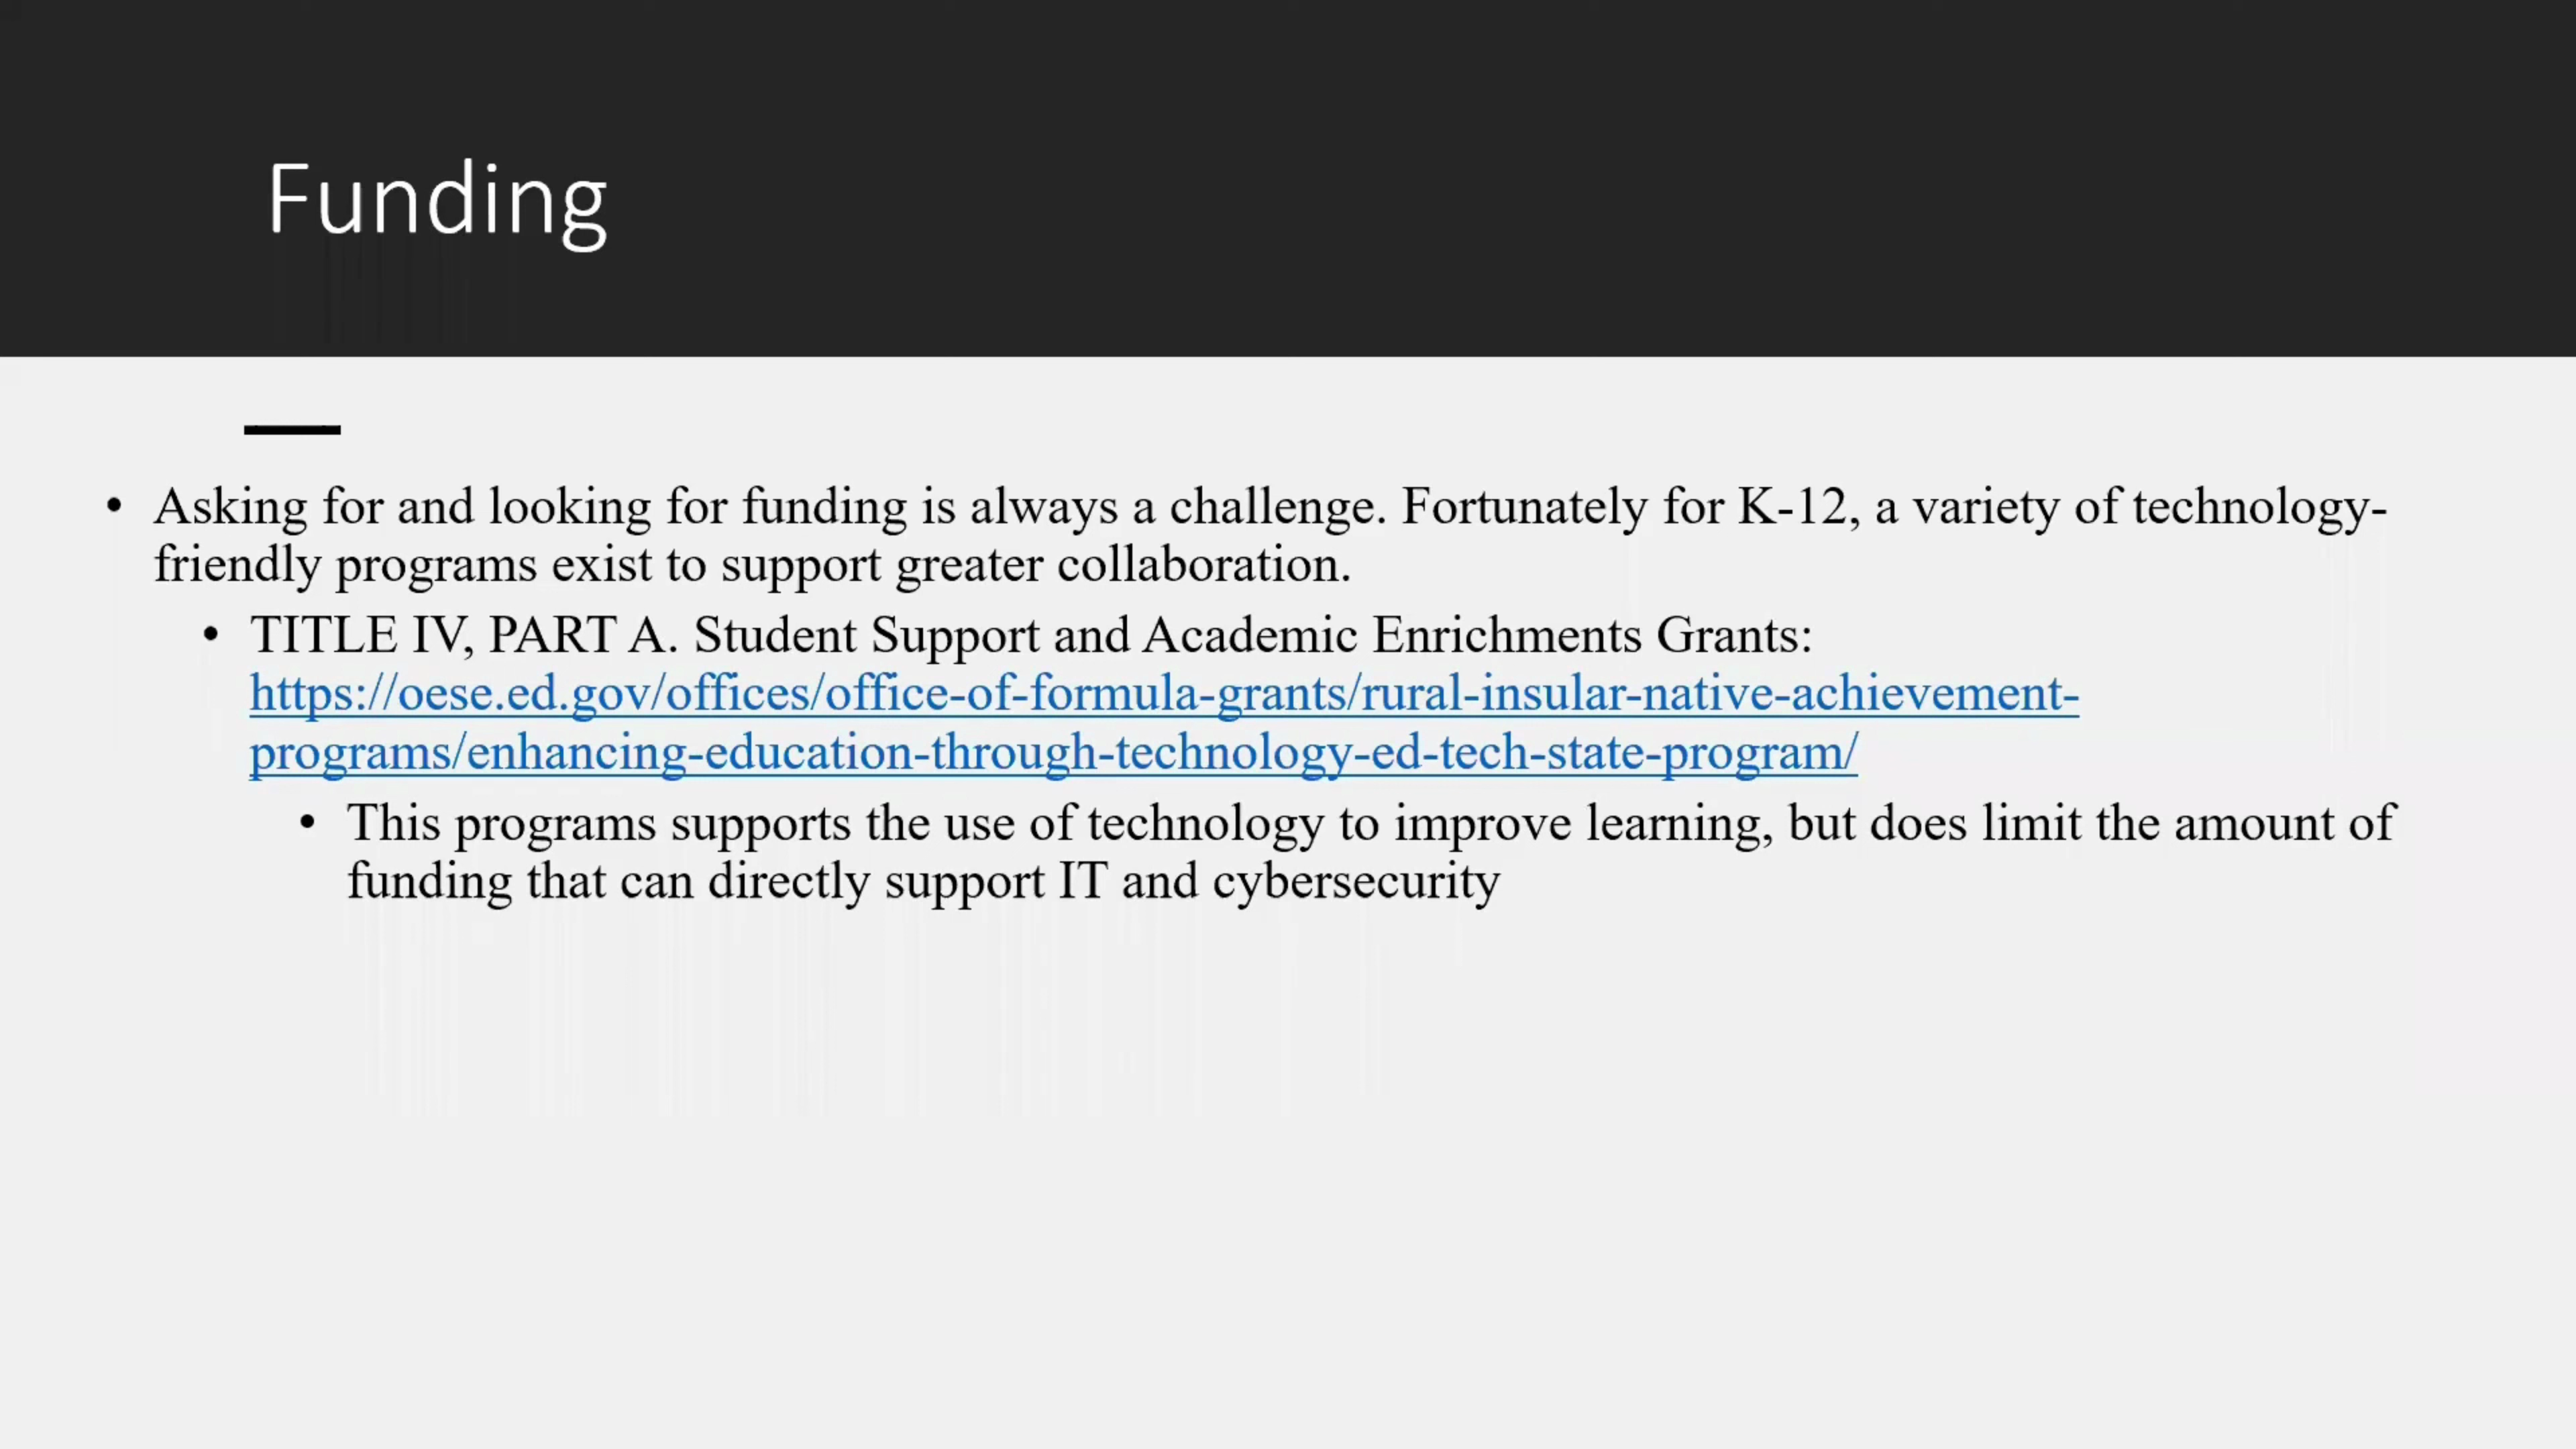 Funding
• Asking for and looking for funding is always a challenge. Fortunately for K-12, a variety of technology-
friendly programs exist to support greater collaboration.
• TITLE IV, PART A. Student Support and Academic Enrichments Grants:
https://oese.ed.gov/offices/office-of-formula-grants/rural-insular-native-achievement-
programs/enhancing-education-through-technology-ed-tech-state-program/
• This programs supports the use of technology to improve learning, but does limit the amount of
funding that can directly support IT and cybersecurity